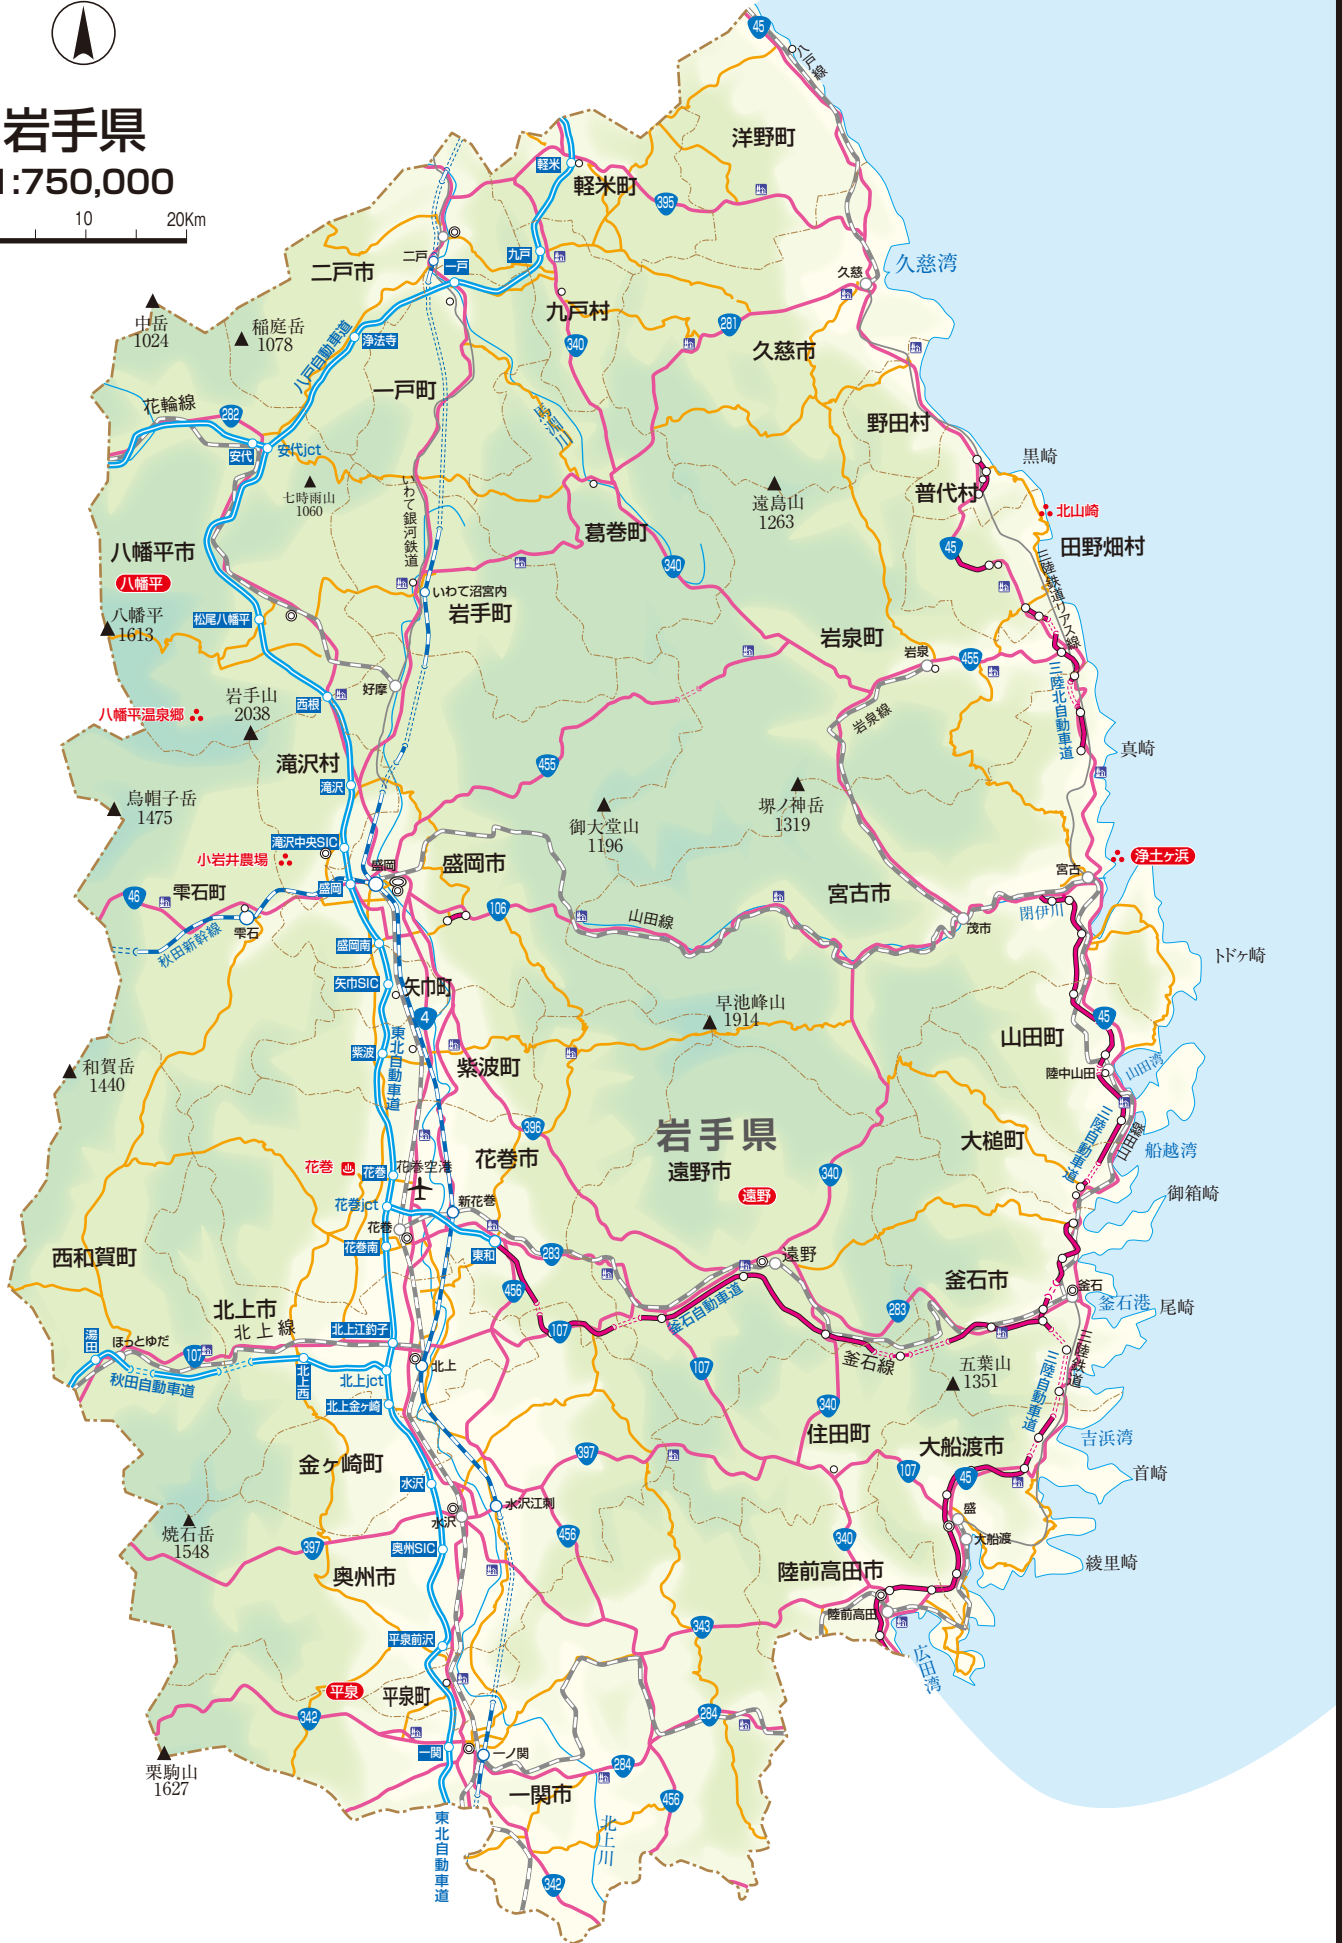 岩手県
1:750,000
10 20Km
45
八戸線
洋野町
軽米
軽米町
395
二戸
九戸
一戸
二戸市
久慈
久慈湾
中岳
1024
稲庭岳
1078
八戸自動車道
浄法寺
九戸村
340
281
久慈市
一戸町
花輪線
282
安代
安代jct
馬淵川
野田村
黒崎
七時雨山
1060
いわて銀河鉄道
遠島山
1263
普代村
北山崎
葛巻町
八幡平市
八幡平
340
45
田野畑村
三陸鉄道リアス線
いわて沼宮内
岩手町
八幡平
1613
松尾八幡平
岩泉町
岩泉
455
好摩
岩手山
2038
西根
八幡平温泉郷
岩泉線
三陸北自動車道
真崎
滝沢村
455
滝沢
烏帽子岳
1475
御大堂山
1196
堺ノ神岳
1319
滝沢中央SIC
小岩井農場
盛岡
盛岡市
浄土ヶ浜
宮古
46
雫石町
盛岡
宮古市
雫石
106
山田線
閉伊川
茂市
秋田新幹線
盛岡南
トドヶ崎
矢巾SIC
矢巾町
早池峰山
1914
4
45
山田町
東北自動車道
紫波
紫波町
和賀岳
1440
陸中山田
山田湾
396
岩手県
大槌町
三陸自動車道
山田線
船越湾
花巻
花巻
花巻空港
花巻市
遠野市
340
遠野
御箱崎
花巻jct
新花巻
花巻
花巻南
東和
283
遠野
西和賀町
釜石市
釜石
456
釜石自動車道
283
釜石港
尾崎
北上市
北上線
北上江釣子
107
湯田
ほっとゆだ
107
三陸鉄道
釜石線
五葉山
1351
秋田自動車道
北上西
北上jct
北上
107
三陸自動車道
北上金ヶ崎
340
住田町
吉浜湾
金ヶ崎町
397
大船渡市
107
45
首崎
水沢
水沢江刺
水沢
盛
焼石岳
1548
397
456
340
大船渡
奥州SIC
奥州市
綾里崎
陸前高田市
陸前高田
343
平泉前沢
広田湾
平泉
平泉町
342
284
一関
一ノ関
栗駒山
1627
284
一関市
456
東北自動車道
北上川
342